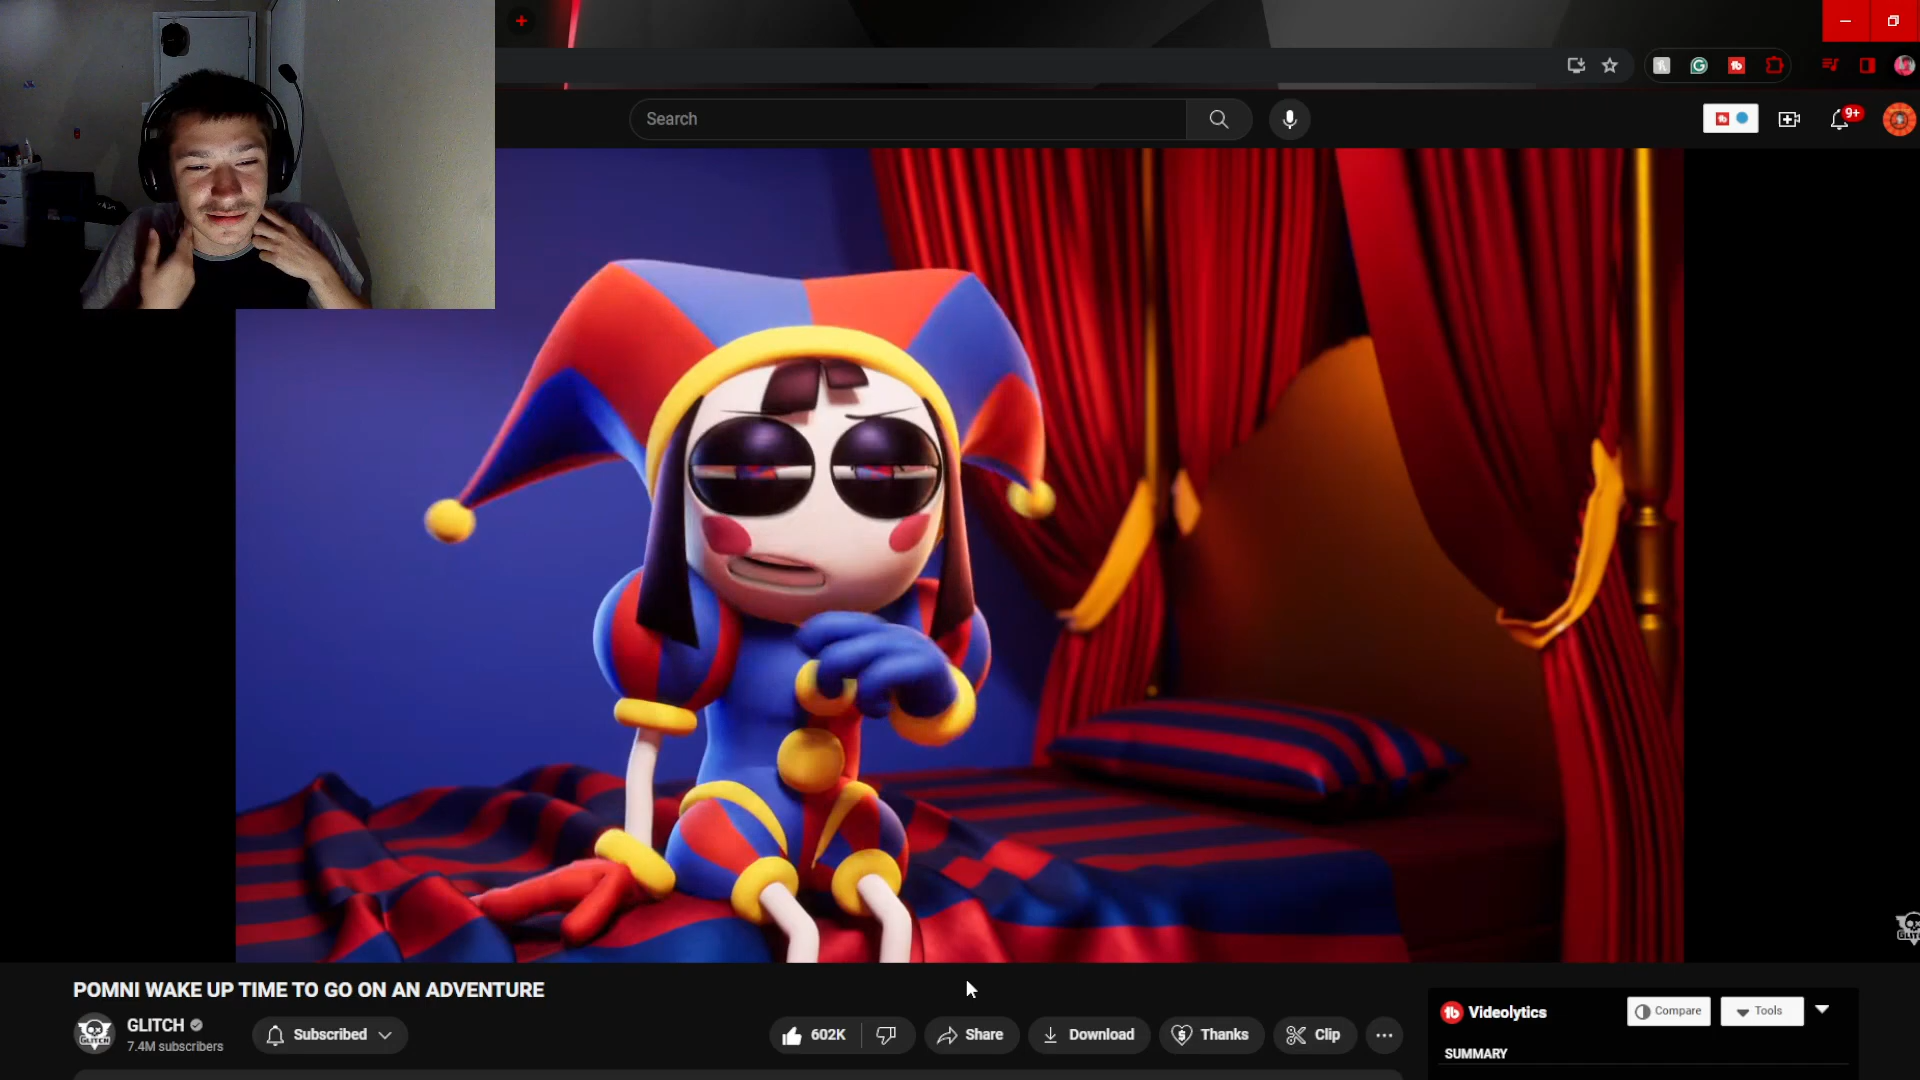 Search
9+
POMNI WAKE UP TIME TO GO ON AN ADVENTURE
GLITCH
7.4M subscribers
Subscribed
602K
Share
Download
Thanks
Clip
Videolytics
Compare
Tools
SUMMARY